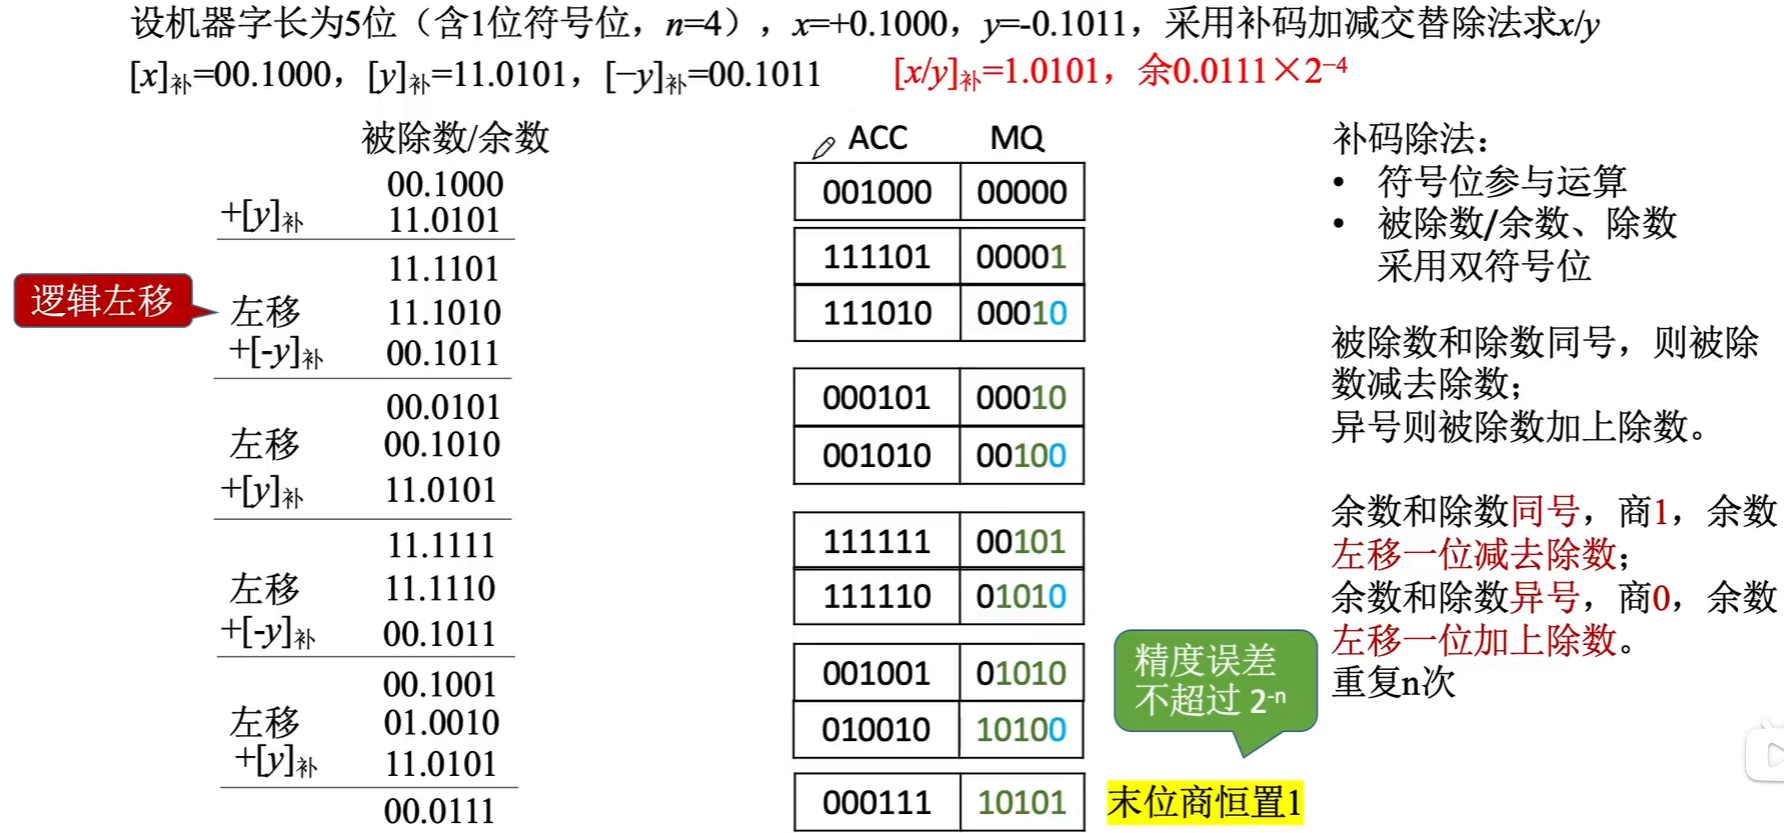 设机器字长为5位（含1位符号位，n=4），x=+0.1000，y=-0.1011，采用补码加减交替除法求x/y
[x]补=00.1000，[y]补=11.0101，[−y]补=00.1011
[x/y]补=1.0101，余0.0111×2⁻⁴
被除数/余数
00.1000
+[y]补 11.0101
11.1101
逻辑左移
左移 11.1010
+[-y]补 00.1011
00.0101
左移 00.1010
+[y]补 11.0101
11.1111
左移 11.1110
+[-y]补 00.1011
00.1001
左移 01.0010
+[y]补 11.0101
00.0111
ACC MQ
001000 00000
111101 00001
111010 00010
000101 00010
001010 00100
111111 00101
111110 01010
001001 01010
010010 10100
000111 10101
末位商恒置1
精度误差
不超过 2⁻ⁿ
补码除法：
• 符号位参与运算
• 被除数/余数、除数
采用双符号位
被除数和除数同号，则被除
数减去除数；
异号则被除数加上除数。
余数和除数同号，商1，余数
左移一位减去除数；
余数和除数异号，商0，余数
左移一位加上除数。
重复n次